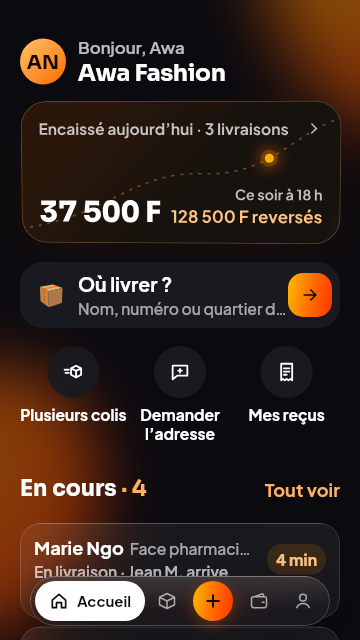 AN
Bonjour, Awa
Awa Fashion
Encaissé aujourd’hui · 3 livraisons
Ce soir à 18 h
37 500 F
128 500 F reversés
Où livrer ?
Nom, numéro ou quartier d…
Plusieurs colis
Demander l’adresse
Mes reçus
En cours · 4
Tout voir
Marie Ngo Face pharmaci…
4 min
En livraison · Jean M. arrive
Accueil